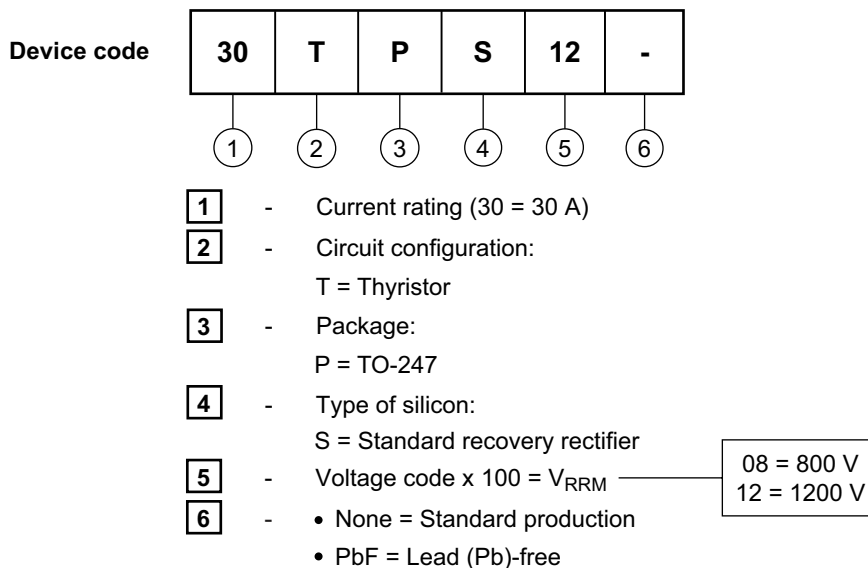 Device code 30 T P S 12 -
1 2 3 4 5 6
1 - Current rating (30 = 30 A)
2 - Circuit configuration:
T = Thyristor
3 - Package:
P = TO-247
4 - Type of silicon:
S = Standard recovery rectifier
5 - Voltage code x 100 = VRRM
08 = 800 V
12 = 1200 V
6 - • None = Standard production
• PbF = Lead (Pb)-free